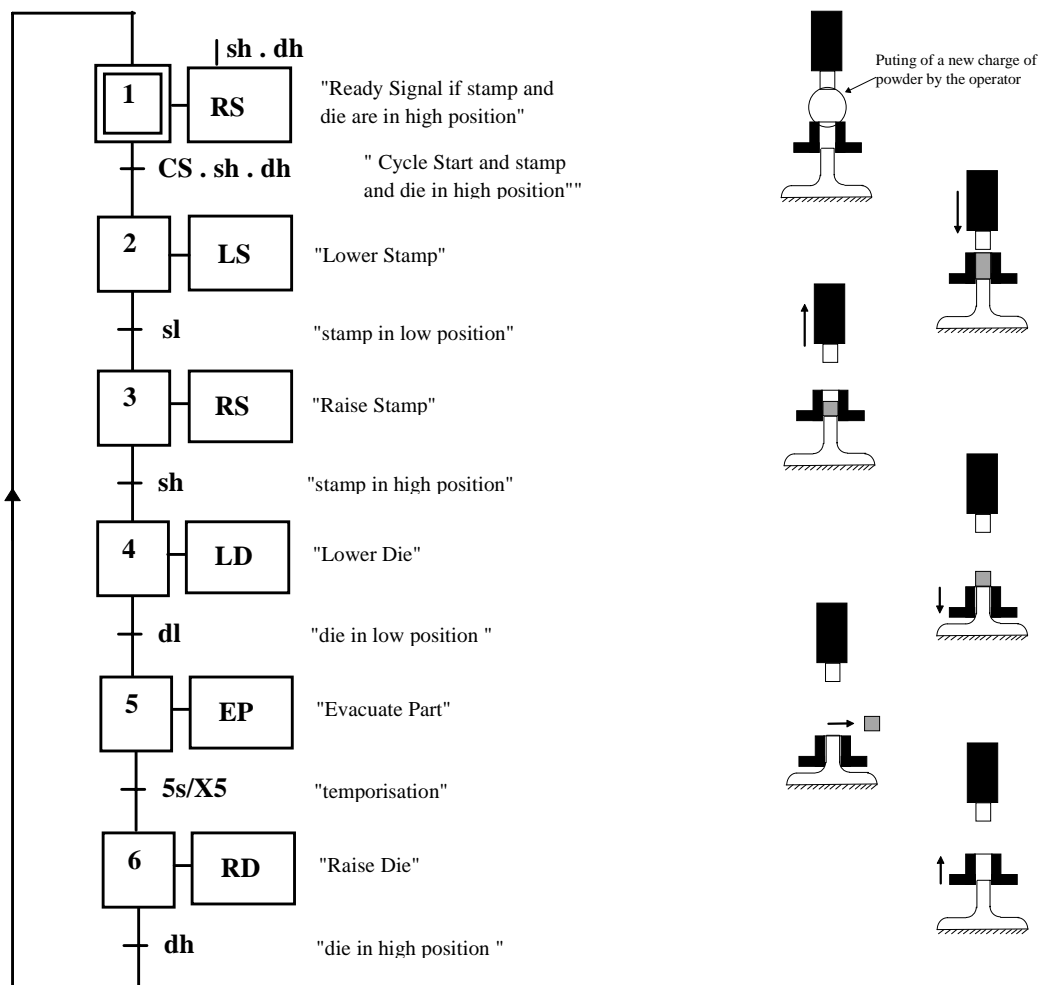 sh . dh
1
RS
"Ready Signal if stamp and
die are in high position"
Puting of a new charge of
powder by the operator
CS . sh . dh
" Cycle Start and stamp
and die in high position""
2
LS
"Lower Stamp"
sl
"stamp in low position"
3
RS
"Raise Stamp"
sh
"stamp in high position"
4
LD
"Lower Die"
dl
"die in low position "
5
EP
"Evacuate Part"
5s/X5
"temporisation"
6
RD
"Raise Die"
dh
"die in high position "